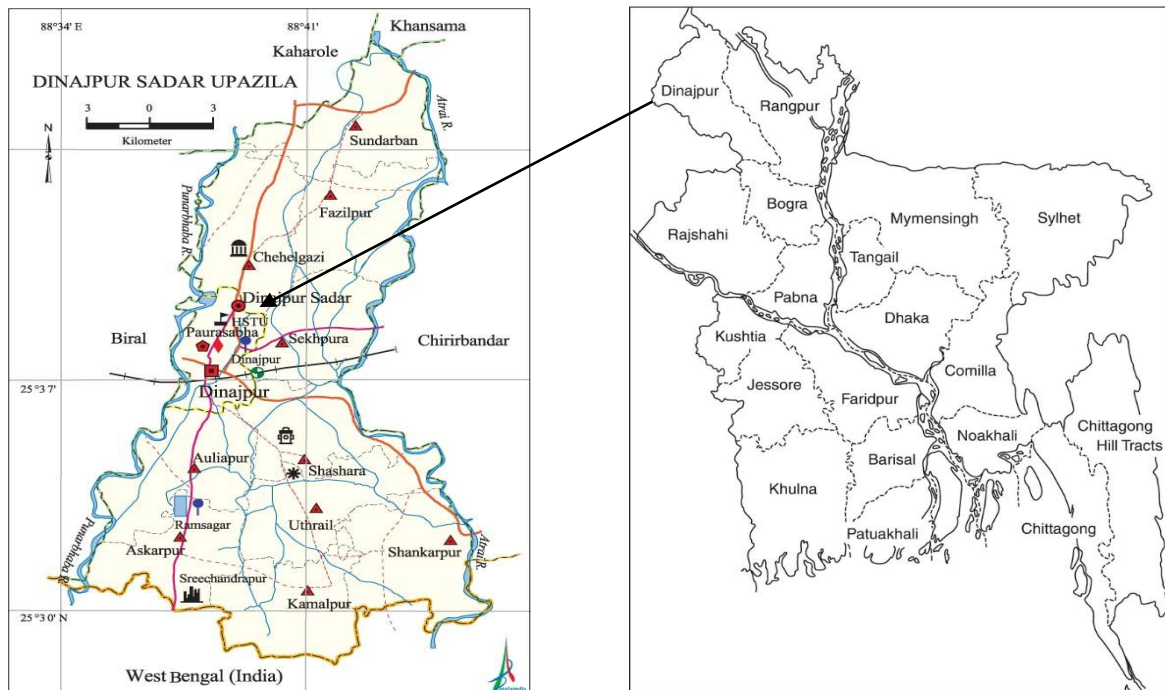 88°34' E
88°41'
Khansama
Kaharole
DINAJPUR SADAR UPAZILA
3 0 3
Kilometer
N
Atrai R.
Sundarban
Punarbhaba R.
Fazilpur
Chehelgazi
Dinajpur Sadar
HSTU
Paurasabha
Biral
Sekhpura
Chirirbandar
Dinajpur
25°3'7'
Dinajpur
Auliapur
Shashara
Ramsagar
Uthrail
Punarbhaba R.
Askarpur
Shankarpur
Atrai R.
Sreechandrapur
Kamalpur
25°3'0' N
West Bengal (India)
Dinajpur
Rangpur
Bogra
Mymensingh
Sylhet
Rajshahi
Tangail
Pabna
Dhaka
Kushtia
Comilla
Jessore
Faridpur
Noakhali
Chittagong
Hill Tracts
Barisal
Khulna
Chittagong
Patuakhali